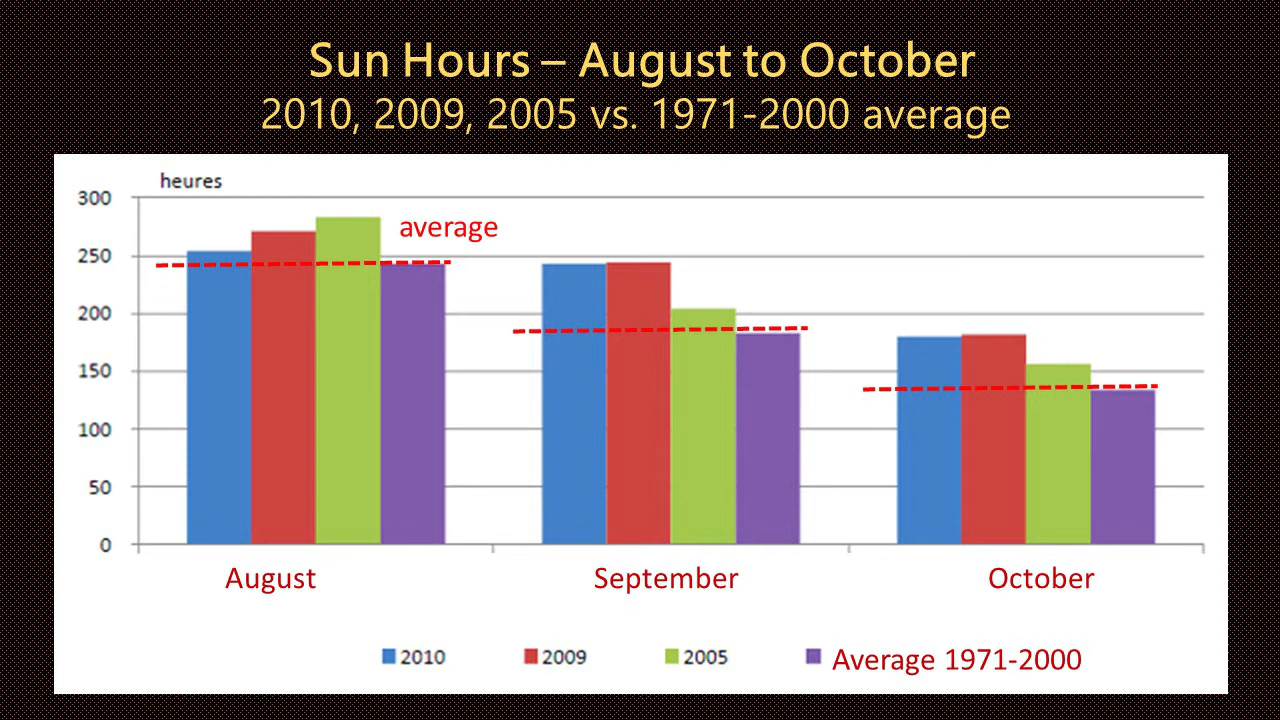 Sun Hours – August to October
2010, 2009, 2005 vs. 1971-2000 average
heures
300
average
250
200
150
100
50
0
August September October
2010 2009 2005 Average 1971-2000